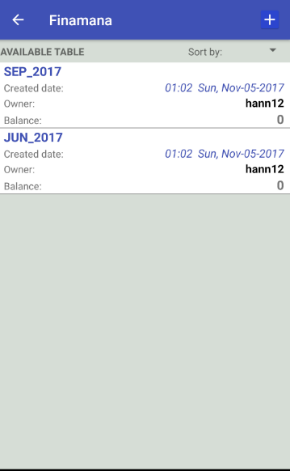 Finamana
AVAILABLE TABLE Sort by:
SEP_2017
Created date: 01:02 Sun, Nov-05-2017
Owner: hann12
Balance: 0
JUN_2017
Created date: 01:02 Sun, Nov-05-2017
Owner: hann12
Balance: 0